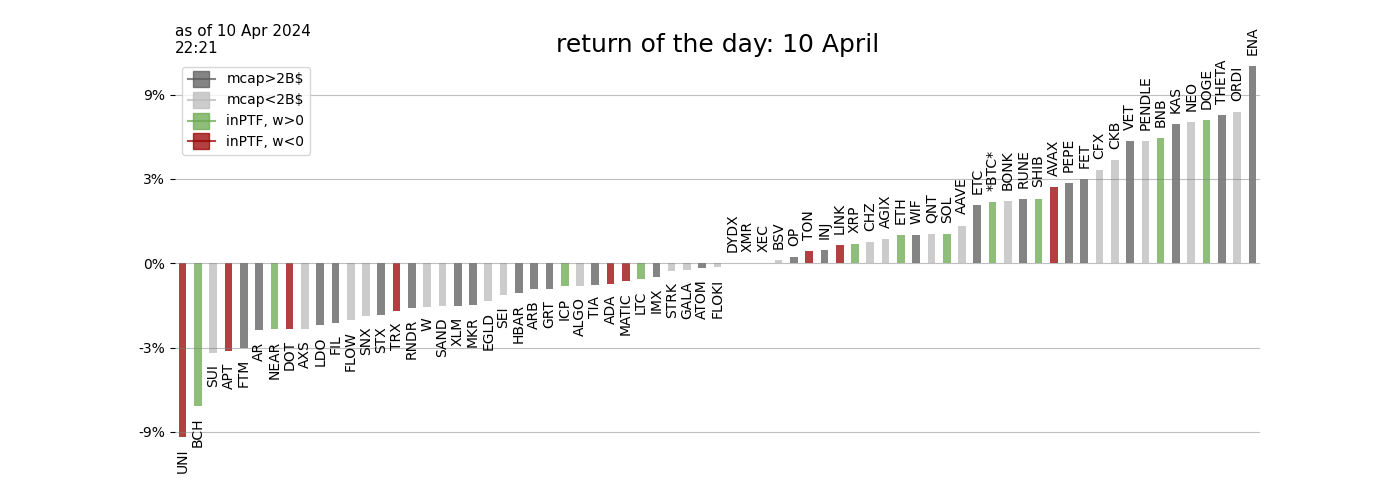 as of 10 Apr 2024
22:21
return of the day: 10 April
mcap>2B$
mcap<2B$
inPTF, w>0
inPTF, w<0
9%
3%
0%
-3%
-9%
UNI
BCH
SUI
APT
FTM
AR
NEAR
DOT
AXS
LDO
FIL
FLOW
SNX
STX
TRX
RNDR
W
SAND
XLM
MKR
EGLD
SEI
HBAR
ARB
GRT
ICP
ALGO
TIA
ADA
MATIC
LTC
IMX
STRK
GALA
ATOM
FLOKI
DYDX
XMR
XEC
BSV
OP
TON
INJ
LINK
XRP
CHZ
AGIX
ETH
WIF
QNT
SOL
AAVE
ETC
*BTC*
BONK
RUNE
SHIB
AVAX
PEPE
FET
CFX
CKB
VET
PENDLE
BNB
KAS
NEO
DOGE
THETA
ORDI
ENA